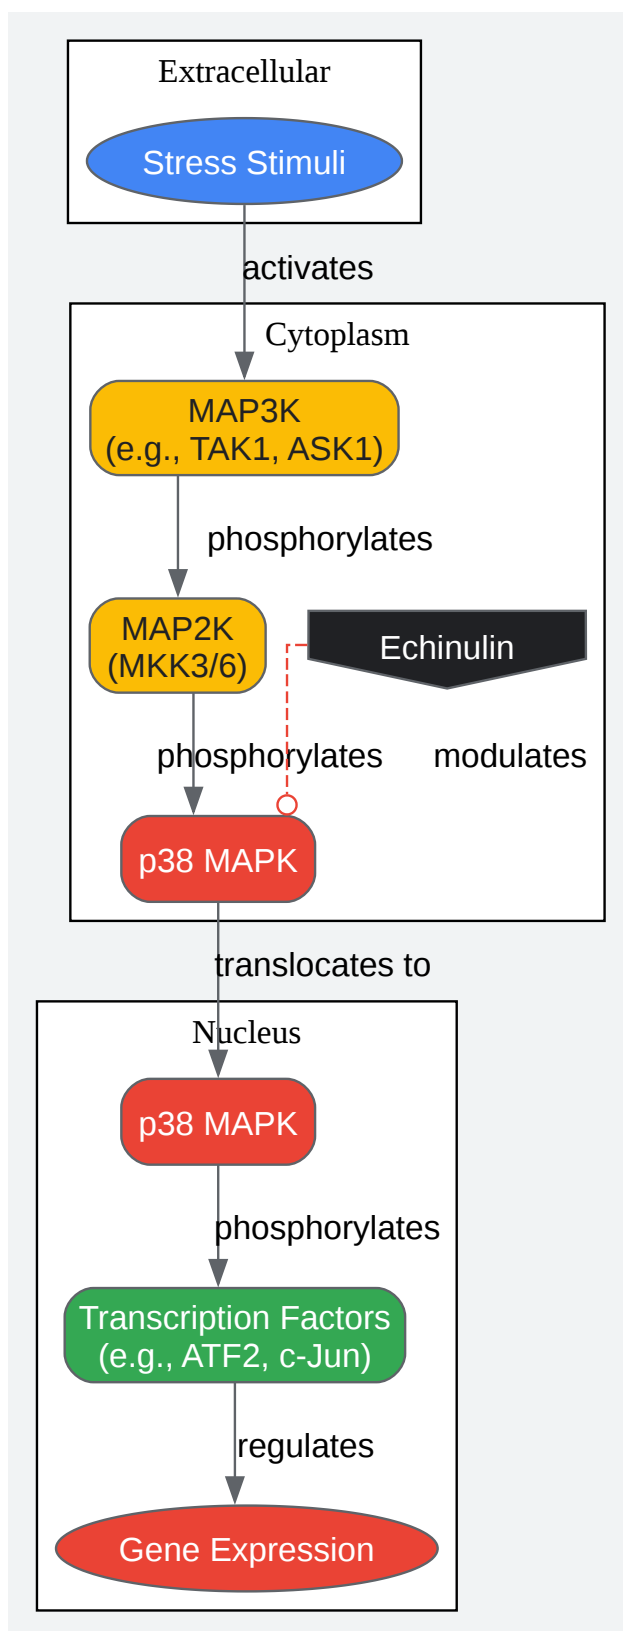 Extracellular
Stress Stimuli
activates
Cytoplasm
MAP3K
(e.g., TAK1, ASK1)
phosphorylates
MAP2K
(MKK3/6)
Echinulin
phosphorylates
modulates
p38 MAPK
translocates to
Nucleus
p38 MAPK
phosphorylates
Transcription Factors
(e.g., ATF2, c-Jun)
regulates
Gene Expression